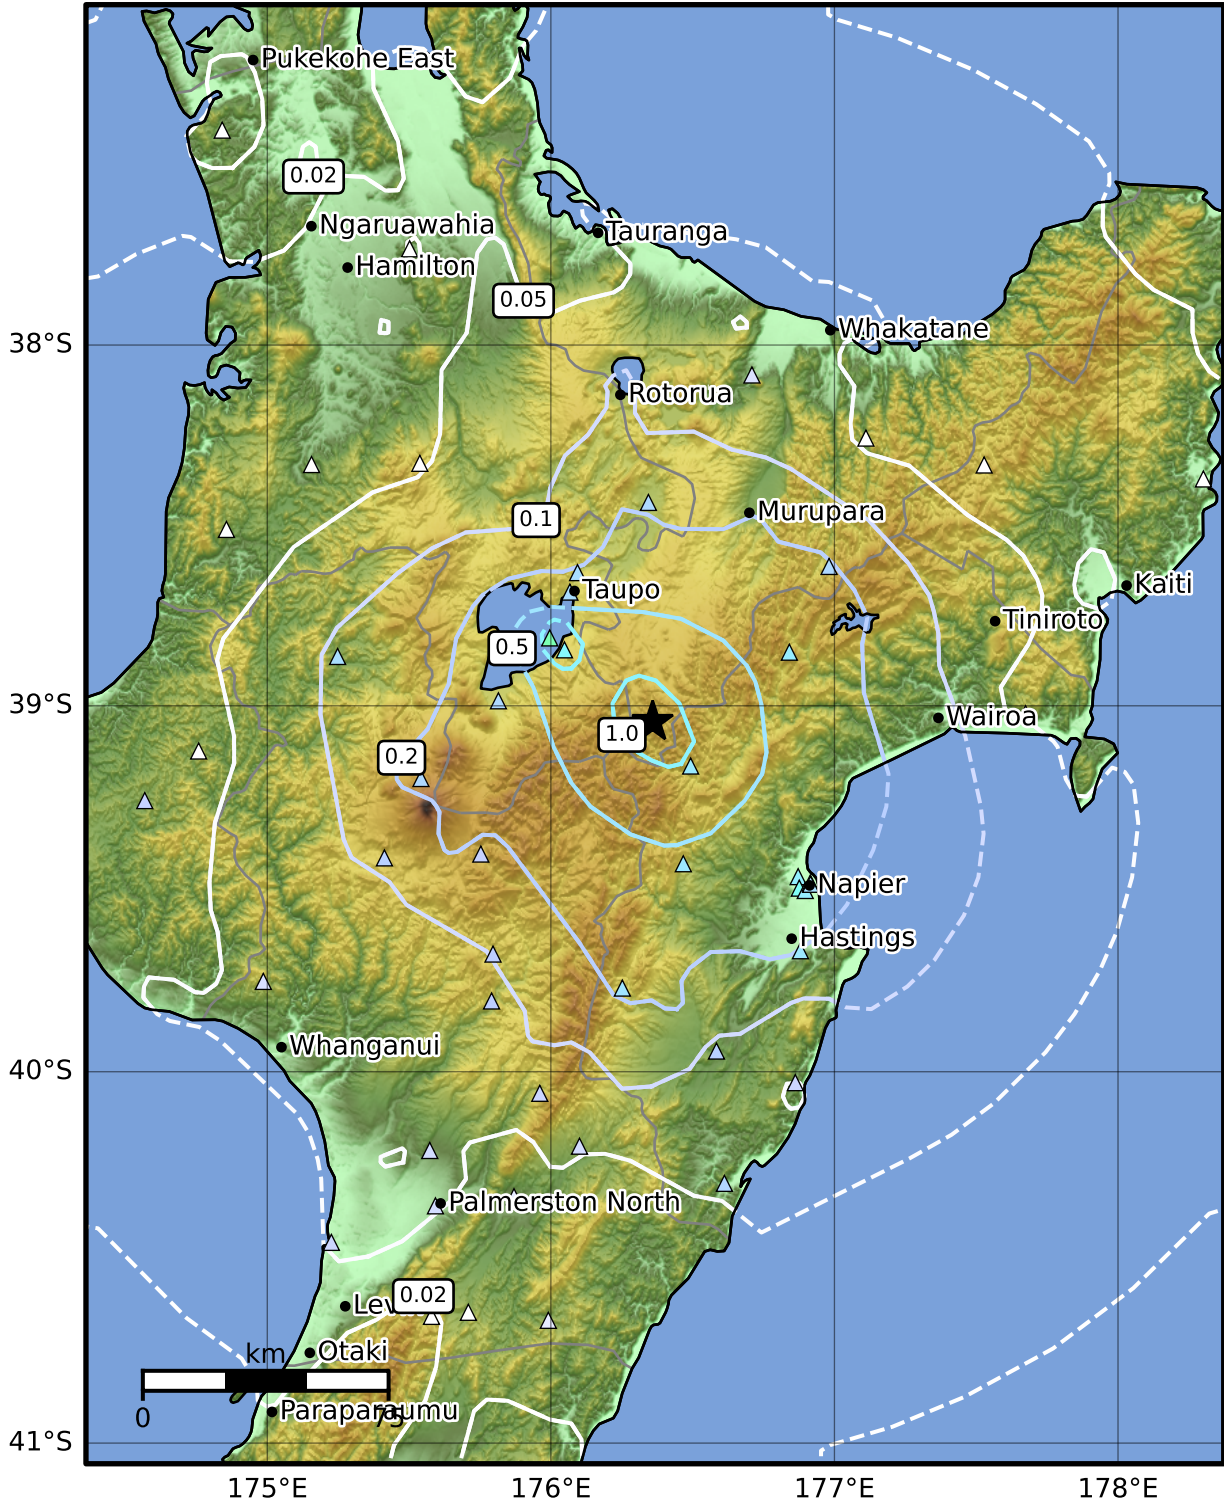 Pukekohe East
0.02
Ngaruawahia
Tauranga
Hamilton
0.05
Whakatane
38°S
Rotorua
0.1
Murupara
Taupo
Kaiti
Tiniroto
0.5
39°S
Wairoa
1.0
0.2
Napier
Hastings
Whanganui
40°S
Palmerston North
0.02
Lev
Otaki
km
0
75
Paraparaumu
41°S
175°E
176°E
177°E
178°E